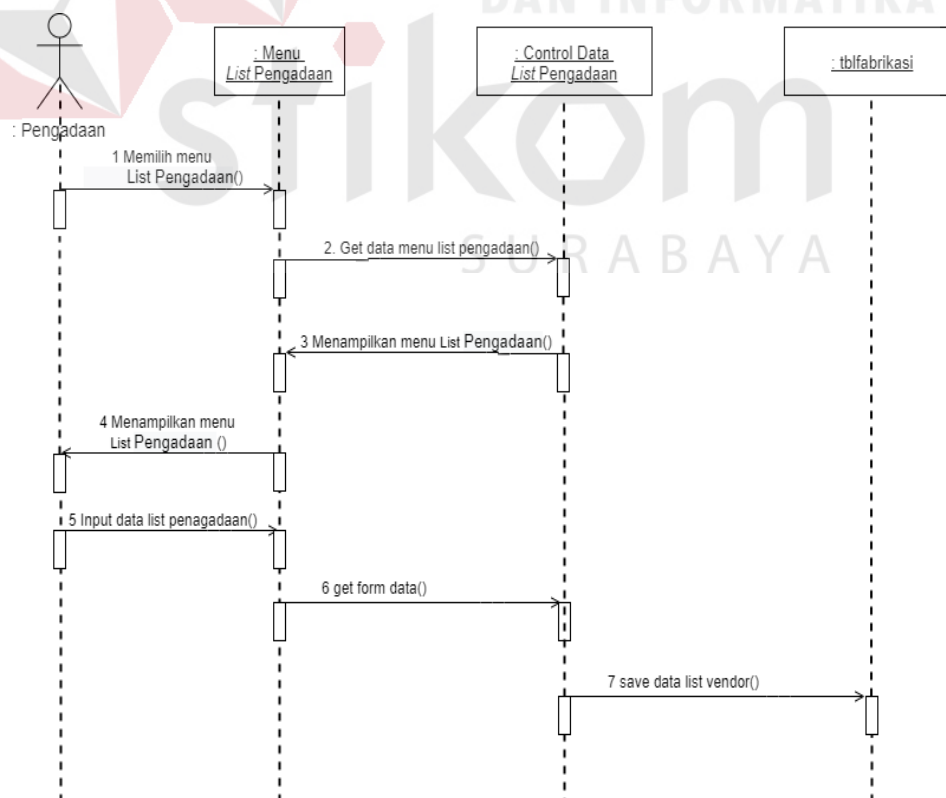 DAN INFORMATIKA
stikom
SURABAYA
: Menu
List Pengadaan
: Control Data
List Pengadaan
: tblfabrikasi
: Pengadaan
1 Memilih menu
List Pengadaan()
2. Get data menu list pengadaan()
3 Menampilkan menu List Pengadaan()
4 Menampilkan menu
List Pengadaan ()
5 Input data list penagadaan()
6 get form data()
7 save data list vendor()